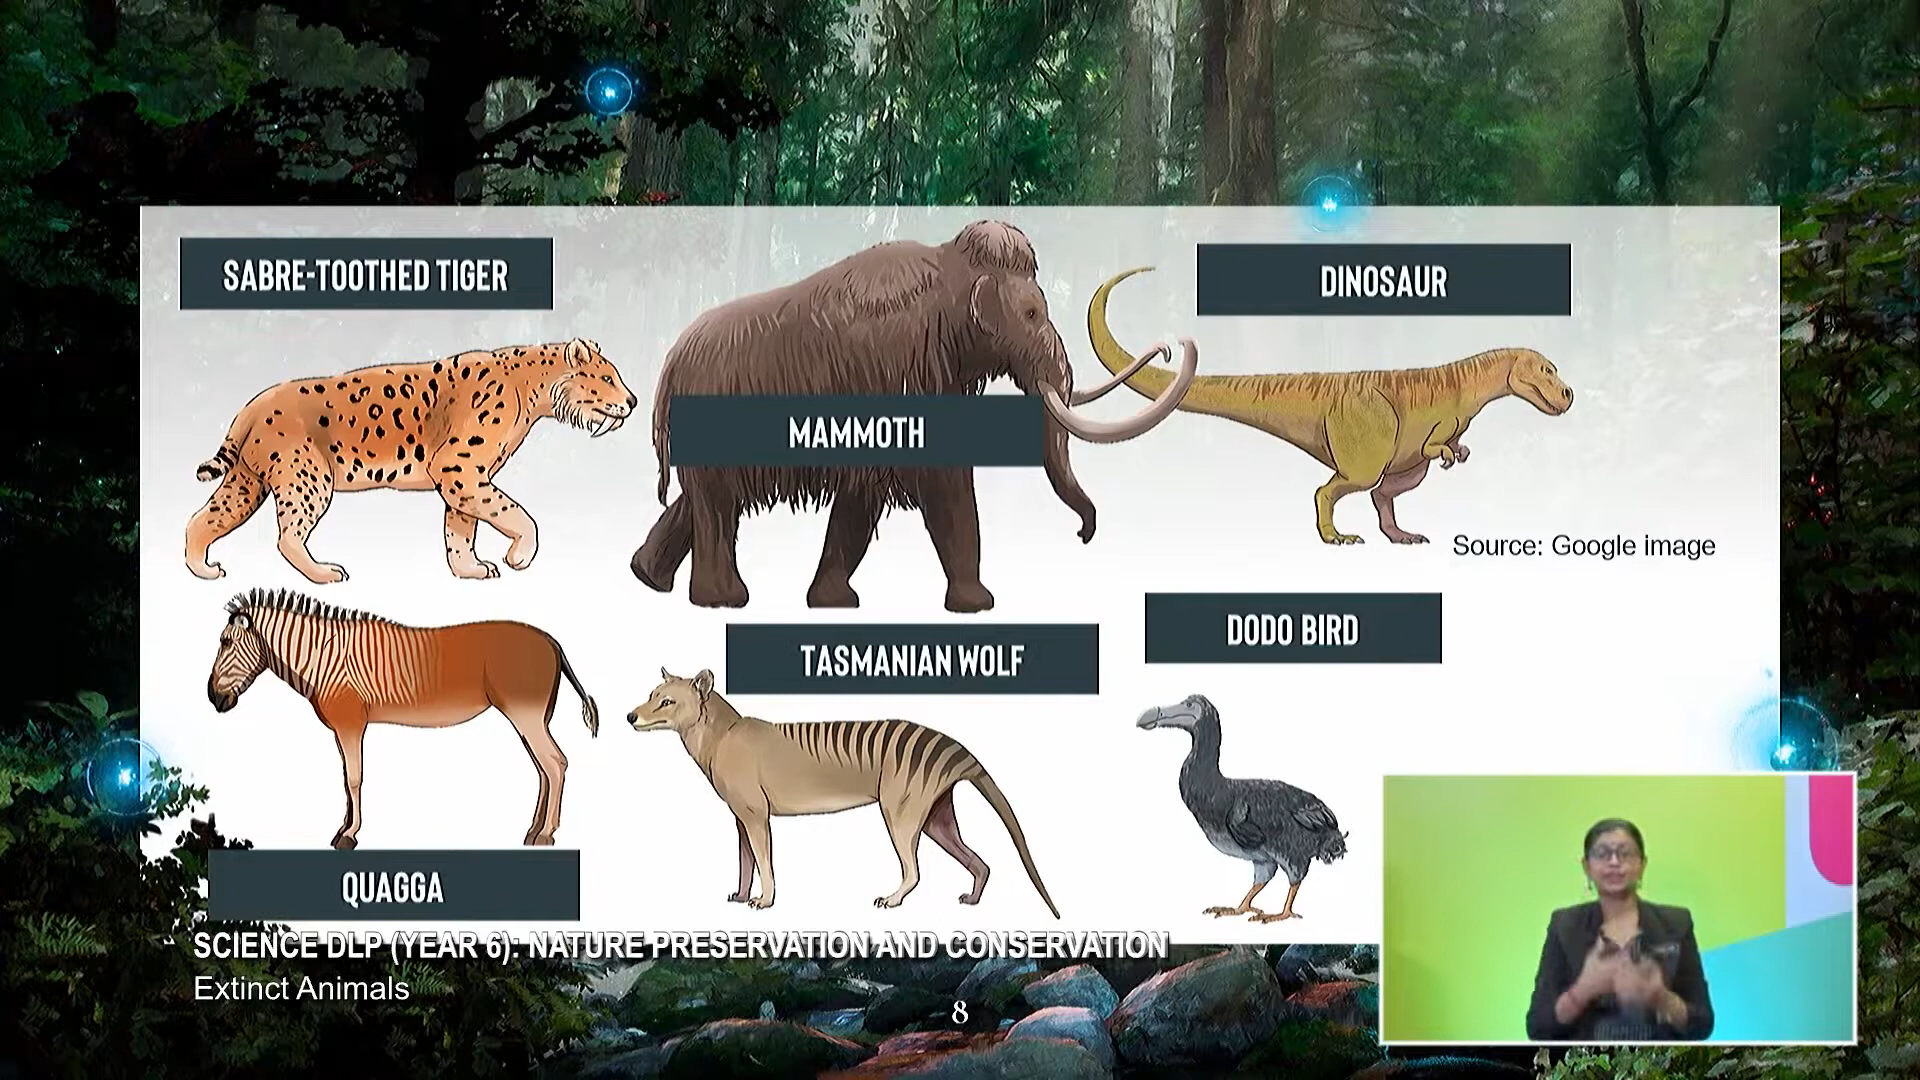 SABRE-TOOTHED TIGER
DINOSAUR
MAMMOTH
Source: Google image
DODO BIRD
TASMANIAN WOLF
QUAGGA
SCIENCE DLP (YEAR 6): NATURE PRESERVATION AND CONSERVATION
Extinct Animals
8